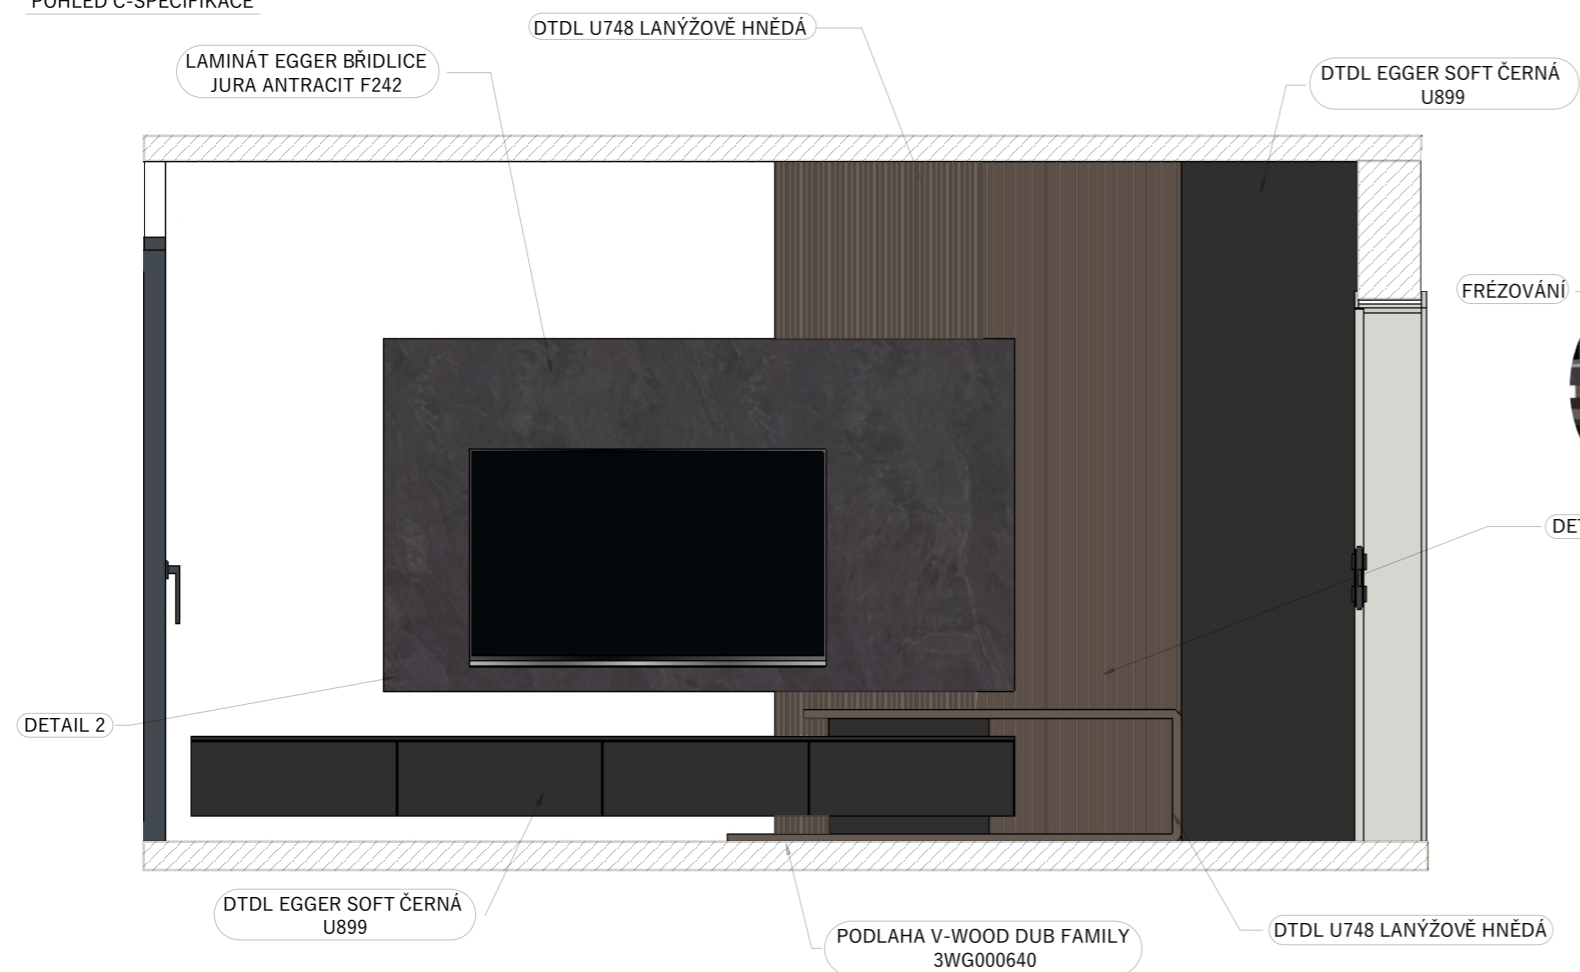 POHLED C-SPECIFIKACE
DTDL U748 LANÝŽOVĚ HNĚDÁ
LAMINÁT EGGER BŘIDLICE
JURA ANTRACIT F242
DTDL EGGER SOFT ČERNÁ
U899
FRÉZOVÁNÍ
DETAIL 2
DTDL EGGER SOFT ČERNÁ
U899
PODLAHA V-WOOD DUB FAMILY
3WG000640
DTDL U748 LANÝŽOVĚ HNĚDÁ